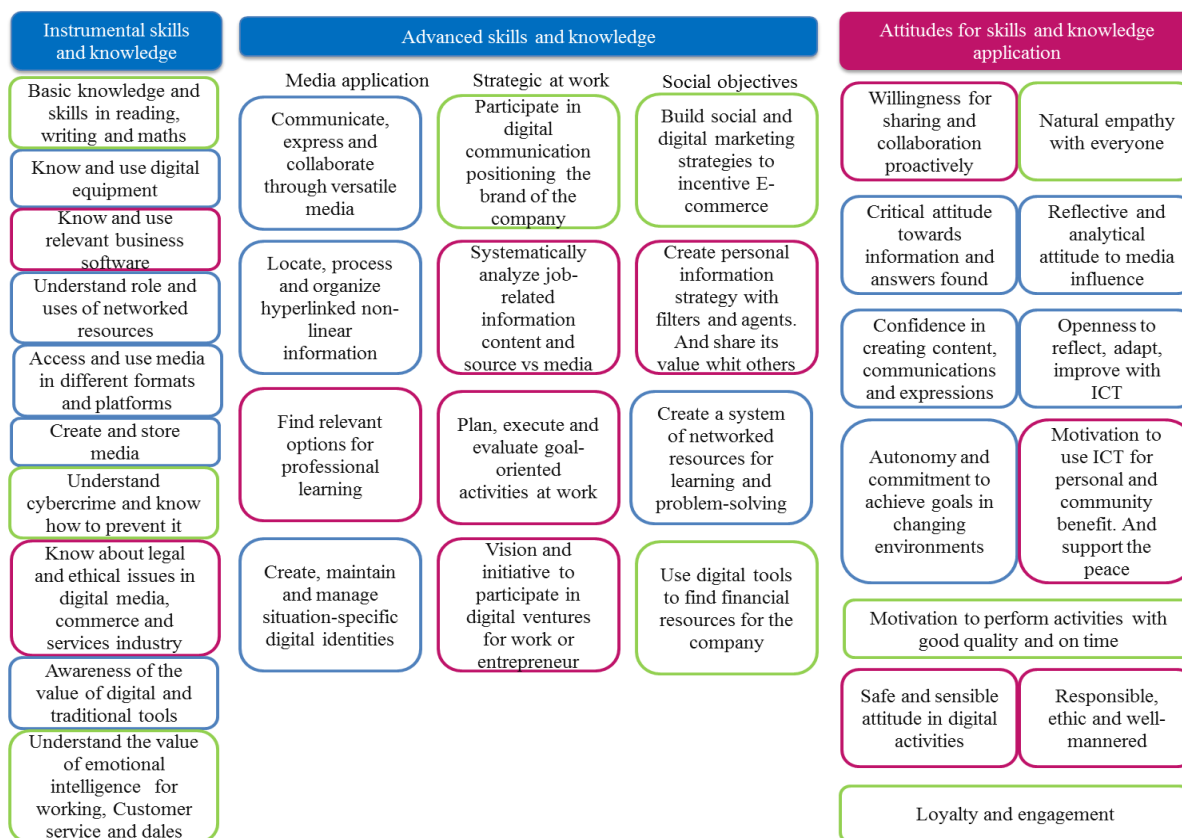 Instrumental skills
and knowledge
Basic knowledge and
skills in reading,
writing and maths
Know and use digital
equipment
Know and use
relevant business
software
Understand role and
uses of networked
resources
Access and use media
in different formats
and platforms
Create and store
media
Understand
cybercrime and know
how to prevent it
Know about legal
and ethical issues in
digital media,
commerce and
services industry
Awareness of the
value of digital and
traditional tools
Understand the value
of emotional
intelligence for
working, Customer
service and dales
Advanced skills and knowledge
Media application
Communicate,
express and
collaborate
through versatile
media
Locate, process
and organize
hyperlinked non-
linear
information
Find relevant
options for
professional
learning
Create, maintain
and manage
situation-specific
digital identities
Strategic at work
Participate in
digital
communication
positioning the
brand of the
company
Systematically
analyze job-
related
information
content and
source vs media
Plan, execute and
evaluate goal-
oriented
activities at work
Vision and
initiative to
participate in
digital ventures
for work or
entrepreneur
Social objectives
Build social and
digital marketing
strategies to
incentive E-
commerce
Create personal
information
strategy with
filters and agents.
And share its
value whit others
Create a system
of networked
resources for
learning and
problem-solving
Use digital tools
to find financial
resources for the
company
Attitudes for skills and knowledge
application
Willingness for
sharing and
collaboration
proactively
Natural empathy
with everyone
Critical attitude
towards
information and
answers found
Reflective and
analytical
attitude to media
influence
Confidence in
creating content,
communications
and expressions
Openness to
reflect, adapt,
improve with
ICT
Autonomy and
commitment to
achieve goals in
changing
environments
Motivation to
use ICT for
personal and
community
benefit. And
support the
peace
Motivation to perform activities with
good quality and on time
Safe and sensible
attitude in digital
activities
Responsible,
ethic and well-
mannered
Loyalty and engagement